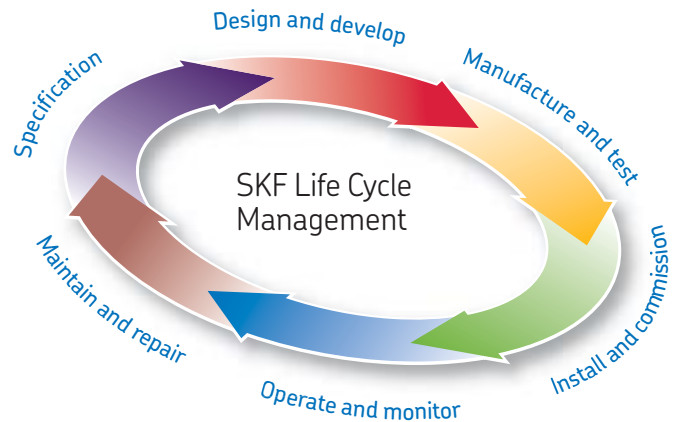 Design and develop
Specification
Manufacture and test
SKF Life Cycle
Management
Maintain and repair
Install and commission
Operate and monitor